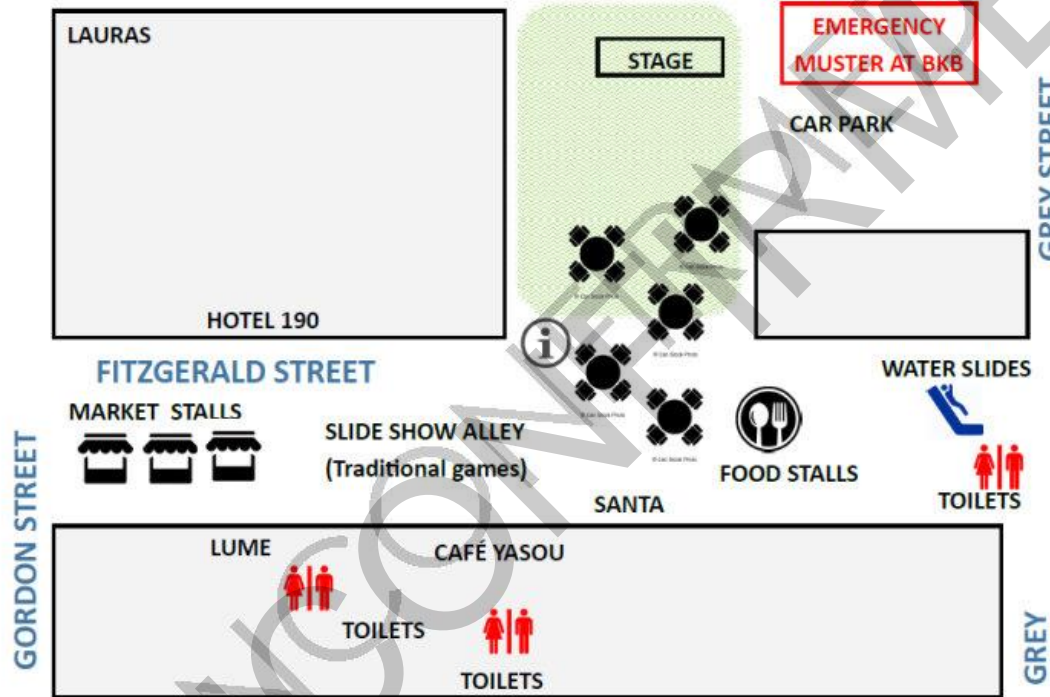 LAURAS
STAGE
EMERGENCY
MUSTER AT BKB
CAR PARK
GREY STREET
HOTEL 190
i
FITZGERALD STREET
WATER SLIDES
MARKET STALLS
SLIDE SHOW ALLEY
(Traditional games)
FOOD STALLS
TOILETS
SANTA
GORDON STREET
LUME
CAFÉ YASOU
TOILETS
TOILETS
GREY